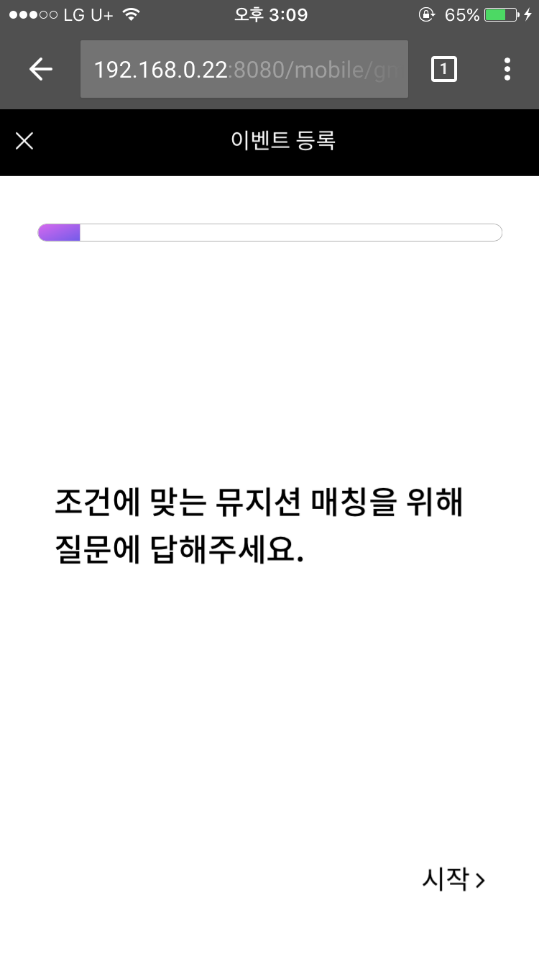 LG U+ 오후 3:09 65%
192.168.0.22:8080/mobile/gm 1
이벤트 등록
조건에 맞는 뮤지션 매칭을 위해
질문에 답해주세요.
시작